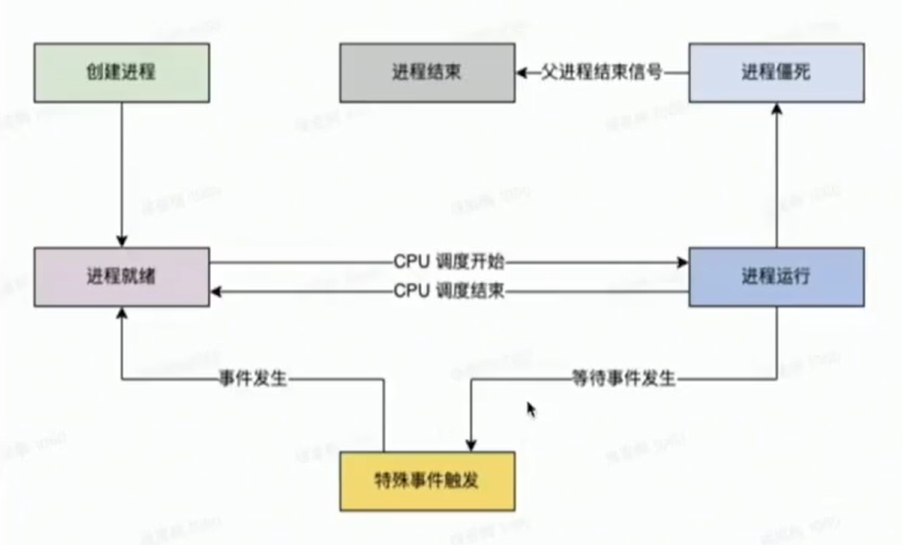 创建进程
进程结束
父进程结束信号
进程僵死
进程就绪
CPU 调度开始
CPU 调度结束
进程运行
事件发生
等待事件发生
特殊事件触发